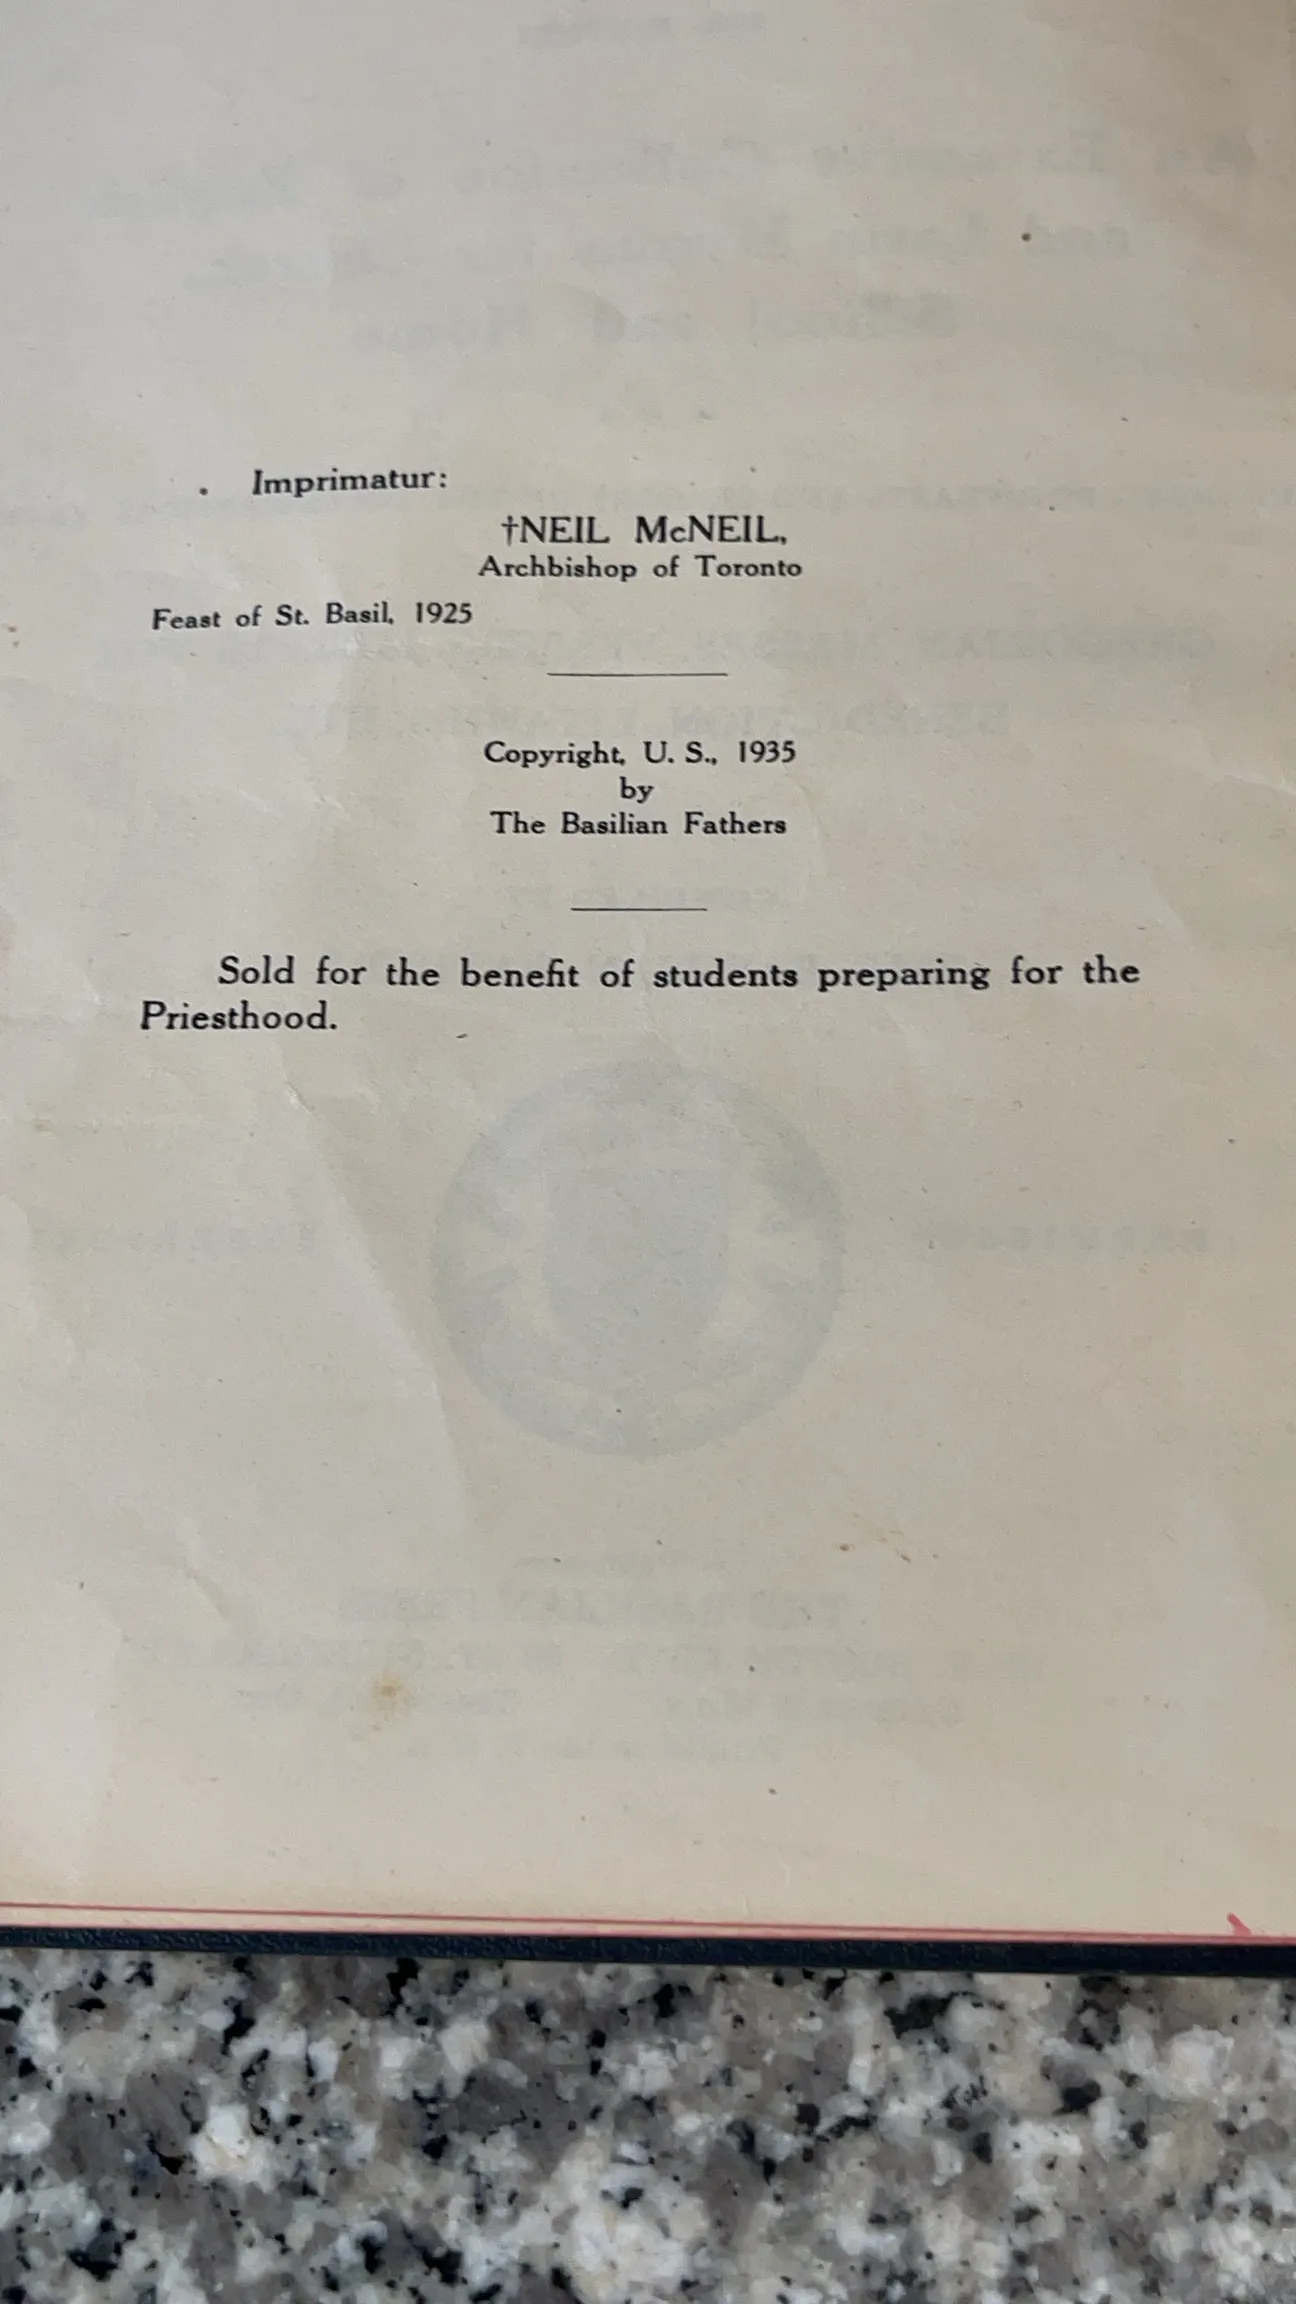 Imprimatur:
†NEIL McNEIL,
Archbishop of Toronto
Feast of St. Basil, 1925
Copyright, U. S., 1935
by
The Basilian Fathers
Sold for the benefit of students preparing for the
Priesthood.